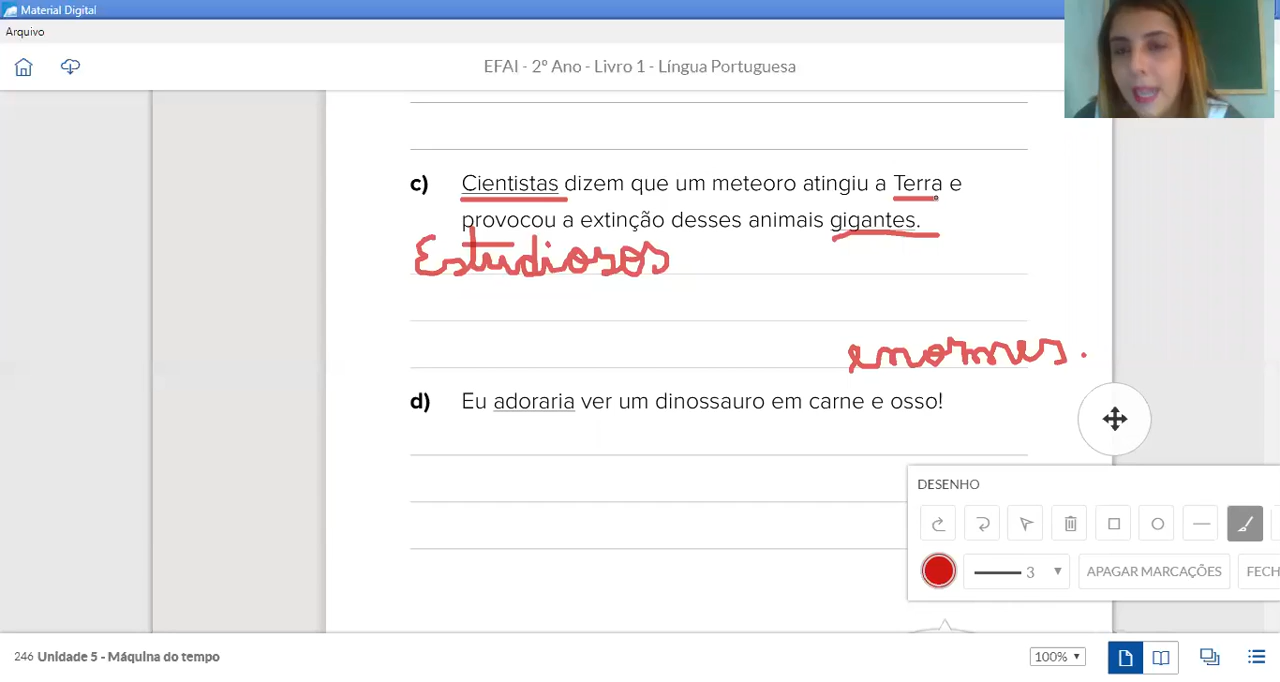 Material Digital
Arquivo
EFAI - 2º Ano - Livro 1 - Língua Portuguesa
c) Cientistas dizem que um meteoro atingiu a Terra e
provocou a extinção desses animais gigantes.
Estudiosos
enormes.
d) Eu adoraria ver um dinossauro em carne e osso!
DESENHO
3
APAGAR MARCAÇÕES
FECH
246 Unidade 5 - Máquina do tempo
100%